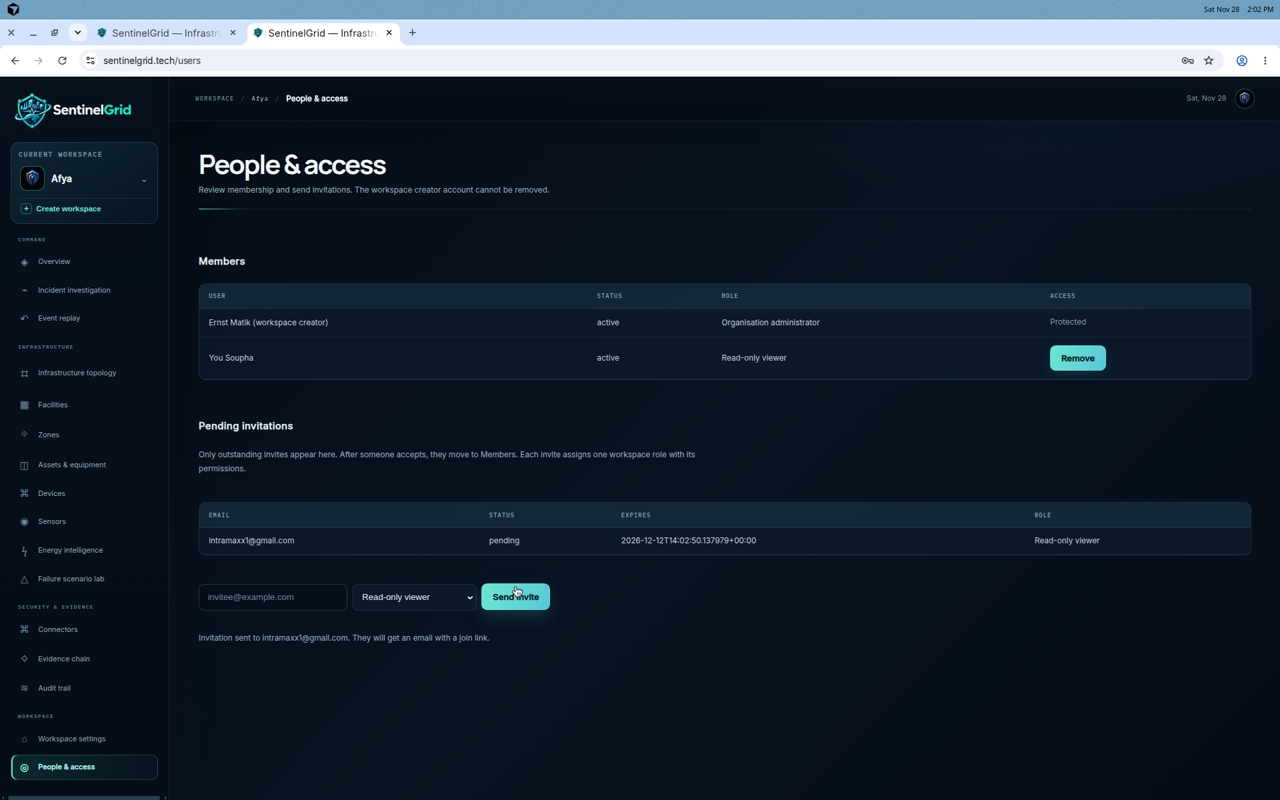 Sat Nov 28 2:02 PM
SentinelGrid — Infrastr
SentinelGrid — Infrastr
sentinelgrid.tech/users
SentinelGrid
WORKSPACE / Afya / People & access
Sat, Nov 28
CURRENT WORKSPACE
Afya
+ Create workspace
COMMAND
Overview
Incident investigation
Event replay
INFRASTRUCTURE
Infrastructure topology
Facilities
Zones
Assets & equipment
Devices
Sensors
Energy intelligence
Failure scenario lab
SECURITY & EVIDENCE
Connectors
Evidence chain
Audit trail
WORKSPACE
Workspace settings
People & access
People & access
Review membership and send invitations. The workspace creator account cannot be removed.
Members
USER STATUS ROLE ACCESS
Ernst Matik (workspace creator) active Organisation administrator Protected
You Soupha active Read-only viewer Remove
Pending invitations
Only outstanding invites appear here. After someone accepts, they move to Members. Each invite assigns one workspace role with its
permissions.
EMAIL STATUS EXPIRES ROLE
intramaxx1@gmail.com pending 2026-12-12T14:02:50.137979+00:00 Read-only viewer
invitee@example.com Read-only viewer Send invite
Invitation sent to intramaxx1@gmail.com. They will get an email with a join link.